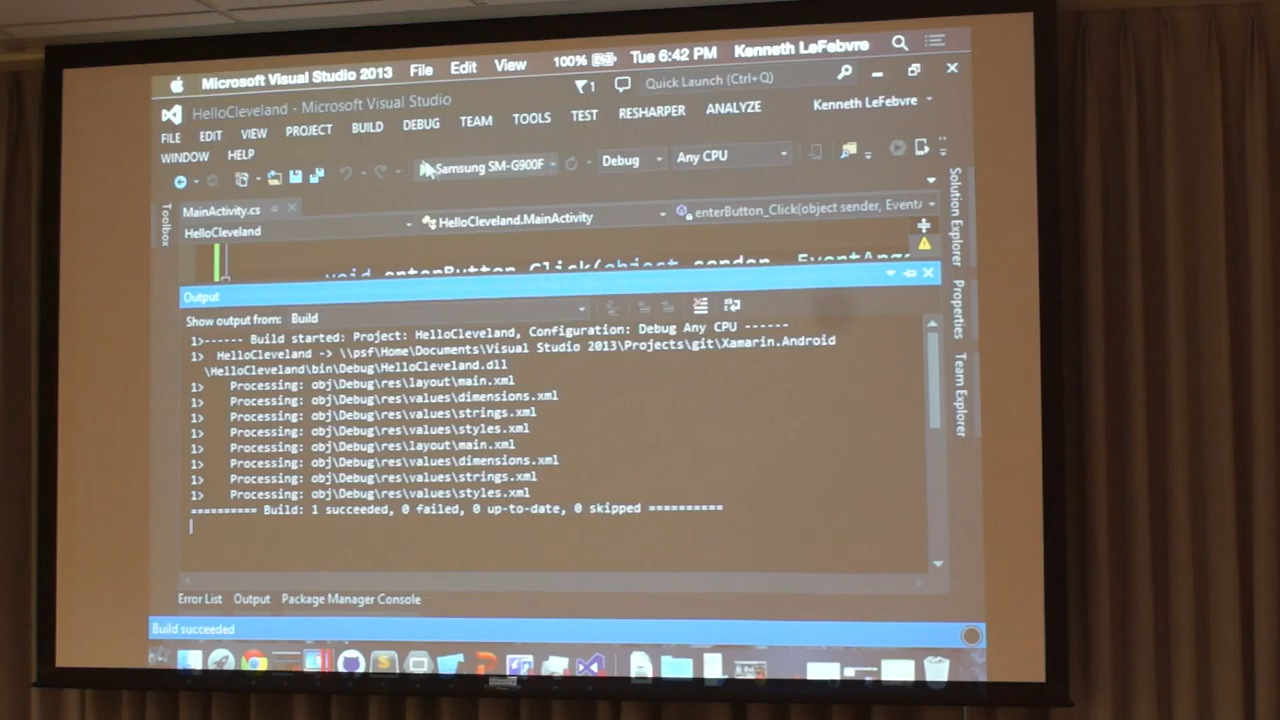 Microsoft Visual Studio 2013 File Edit View 100% Tue 6:42 PM Kenneth LeFebvre
HelloCleveland - Microsoft Visual Studio 1 Quick Launch (Ctrl+Q)
FILE EDIT VIEW PROJECT BUILD DEBUG TEAM TOOLS TEST RESHARPER ANALYZE Kenneth LeFebvre
WINDOW HELP
Samsung SM-G900F Debug Any CPU
Toolbox
MainActivity.cs
HelloCleveland HelloCleveland.MainActivity enterButton_Click(object sender, EventA
void enterButton_Click(object sender, EventArgs
Output
Show output from: Build
1>------ Build started: Project: HelloCleveland, Configuration: Debug Any CPU ------
1> HelloCleveland -> \\psf\Home\Documents\Visual Studio 2013\Projects\git\Xamarin.Android
\HelloCleveland\bin\Debug\HelloCleveland.dll
1> Processing: obj\Debug\res\layout\main.xml
1> Processing: obj\Debug\res\values\dimensions.xml
1> Processing: obj\Debug\res\values\strings.xml
1> Processing: obj\Debug\res\values\styles.xml
1> Processing: obj\Debug\res\layout\main.xml
1> Processing: obj\Debug\res\values\dimensions.xml
1> Processing: obj\Debug\res\values\strings.xml
1> Processing: obj\Debug\res\values\styles.xml
========== Build: 1 succeeded, 0 failed, 0 up-to-date, 0 skipped ==========
Error List Output Package Manager Console
Build succeeded
Solution Explorer
Properties
Team Explorer